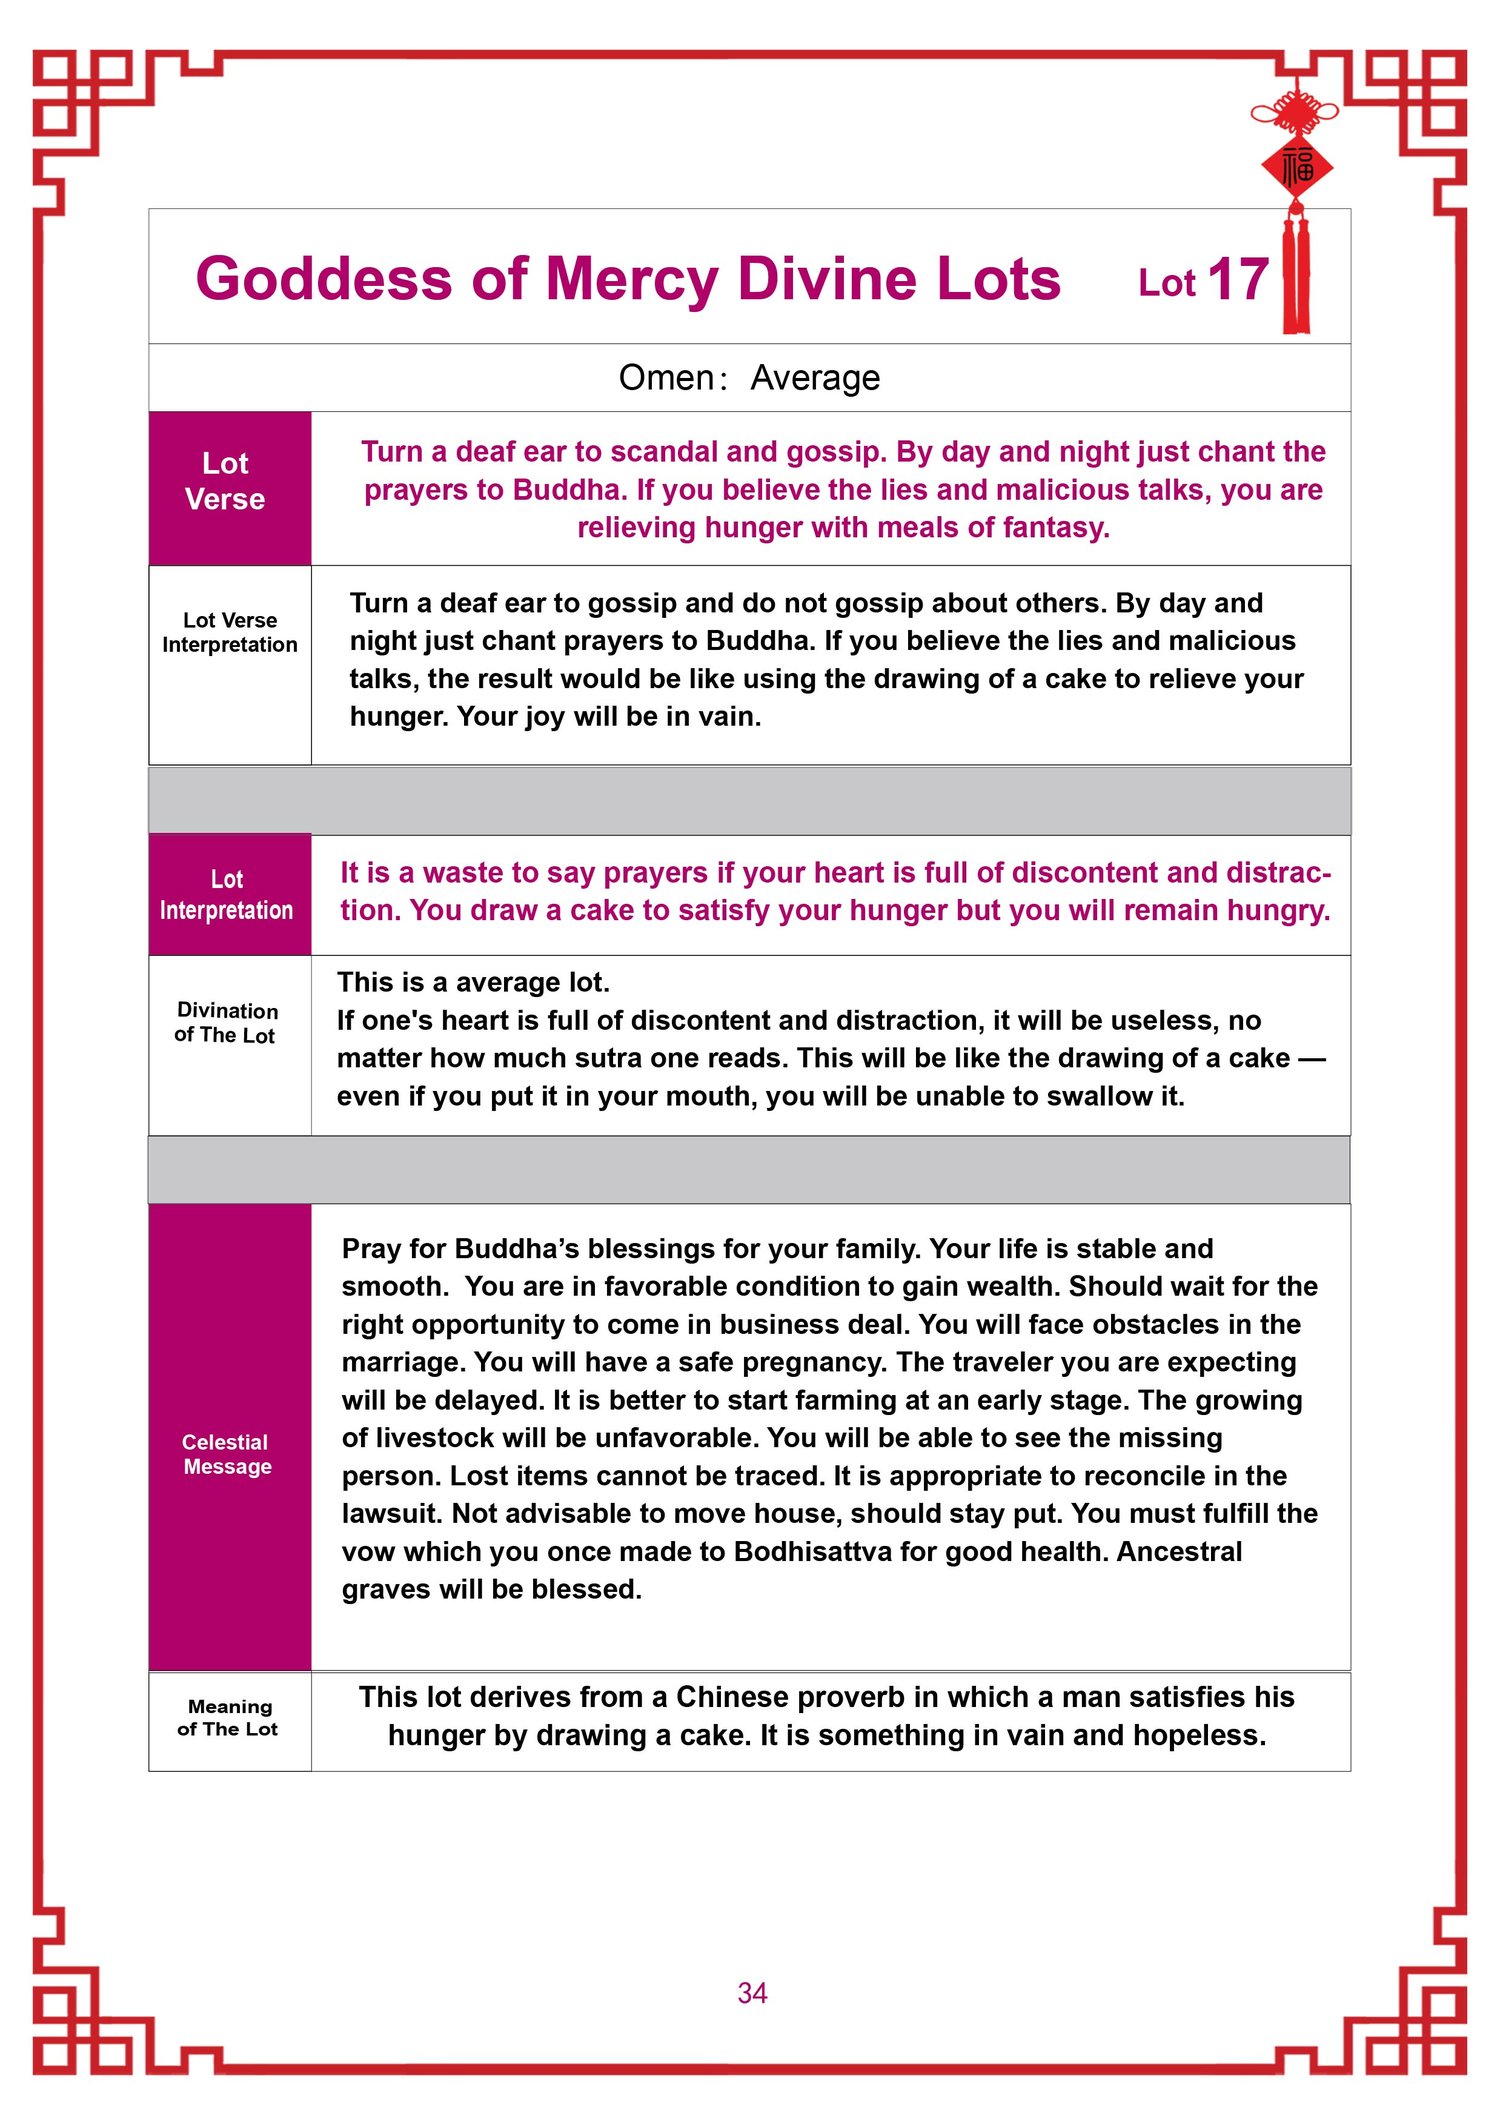 福
Goddess of Mercy Divine Lots Lot 17
Omen: Average
Lot
Verse
Turn a deaf ear to scandal and gossip. By day and night just chant the
prayers to Buddha. If you believe the lies and malicious talks, you are
relieving hunger with meals of fantasy.
Lot Verse
Interpretation
Turn a deaf ear to gossip and do not gossip about others. By day and
night just chant prayers to Buddha. If you believe the lies and malicious
talks, the result would be like using the drawing of a cake to relieve your
hunger. Your joy will be in vain.
Lot
Interpretation
It is a waste to say prayers if your heart is full of discontent and distrac-
tion. You draw a cake to satisfy your hunger but you will remain hungry.
Divination
of The Lot
This is a average lot.
If one's heart is full of discontent and distraction, it will be useless, no
matter how much sutra one reads. This will be like the drawing of a cake —
even if you put it in your mouth, you will be unable to swallow it.
Celestial
Message
Pray for Buddha’s blessings for your family. Your life is stable and
smooth.  You are in favorable condition to gain wealth. Should wait for the
right opportunity to come in business deal. You will face obstacles in the
marriage. You will have a safe pregnancy. The traveler you are expecting
will be delayed. It is better to start farming at an early stage. The growing
of livestock will be unfavorable. You will be able to see the missing
person. Lost items cannot be traced. It is appropriate to reconcile in the
lawsuit. Not advisable to move house, should stay put. You must fulfill the
vow which you once made to Bodhisattva for good health. Ancestral
graves will be blessed.
Meaning
of The Lot
This lot derives from a Chinese proverb in which a man satisfies his
hunger by drawing a cake. It is something in vain and hopeless.
34